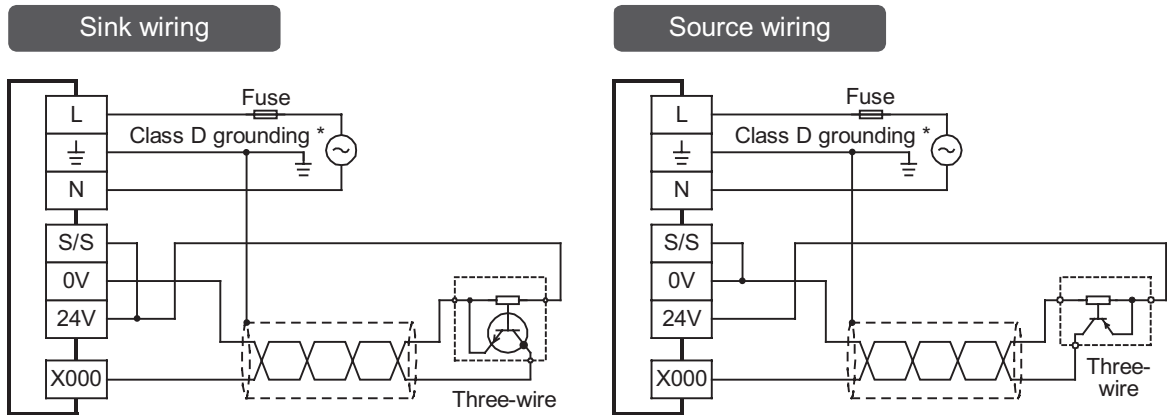 Sink wiring
L
Fuse
Class D grounding *
N
S/S
0V
24V
X000
Three-wire
Source wiring
L
Fuse
Class D grounding *
N
S/S
0V
24V
X000
Three-
wire